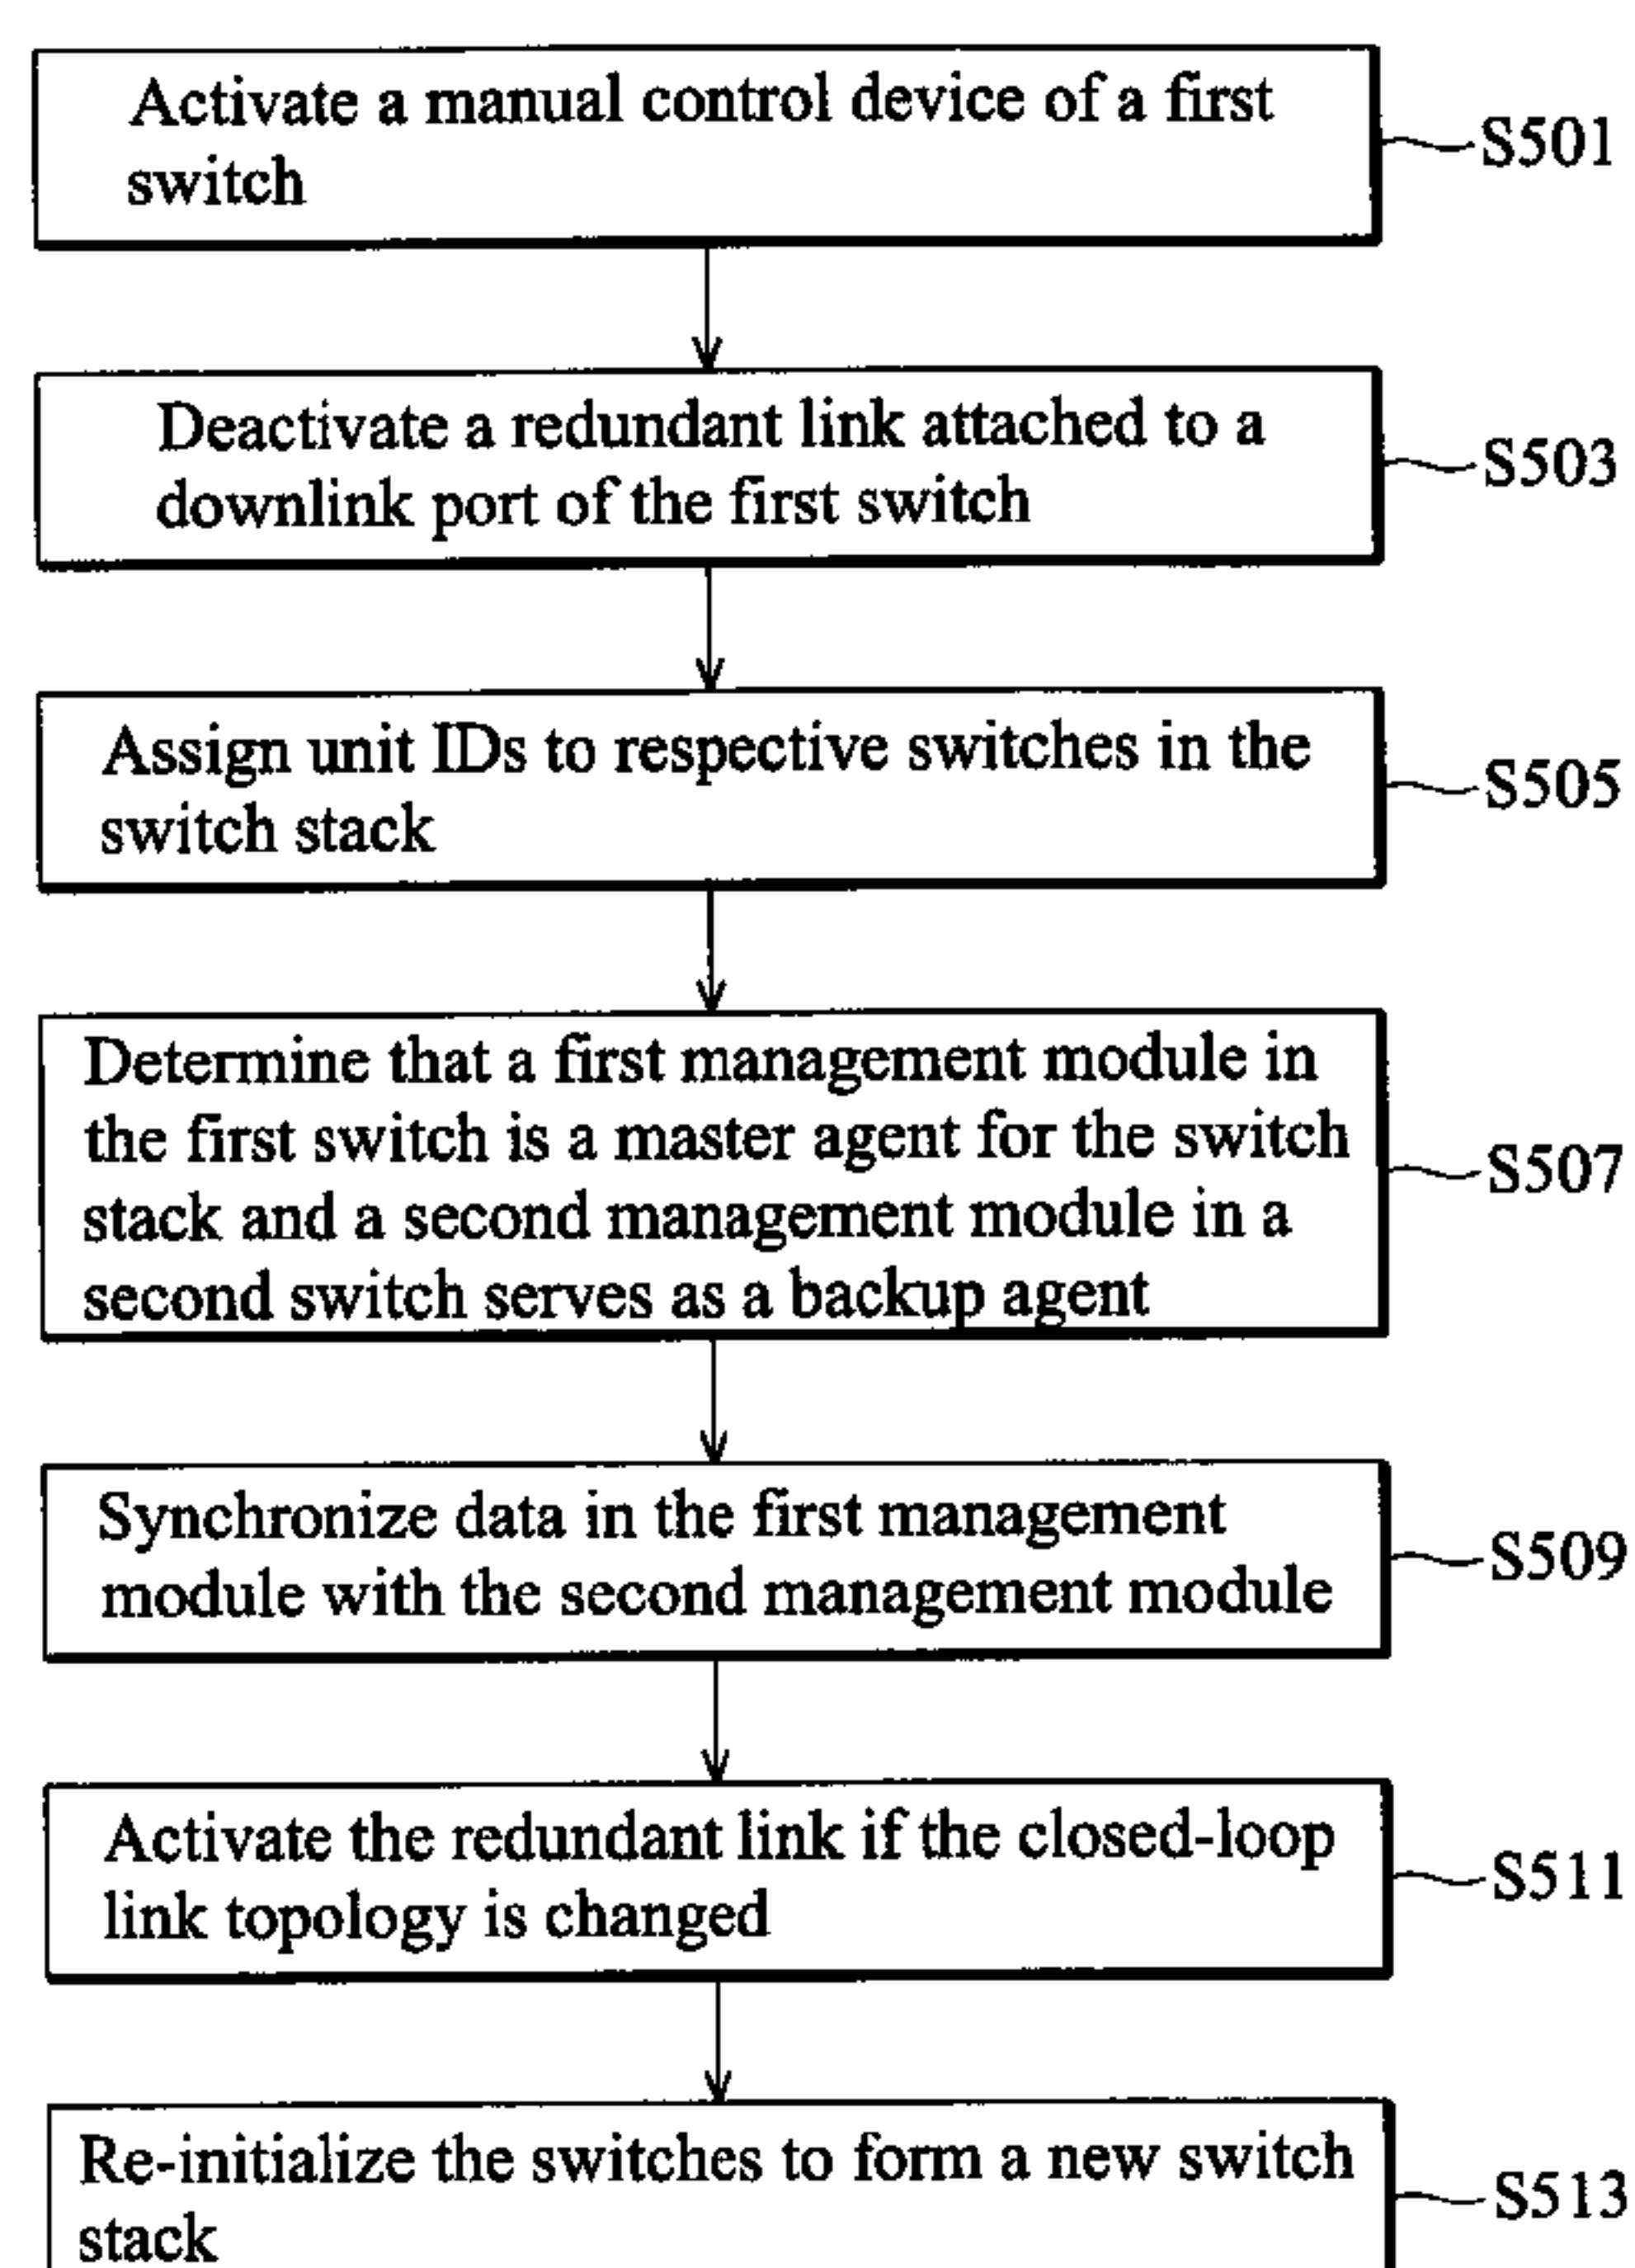 Activate a manual control device of a first
switch
S501
Deactivate a redundant link attached to a
downlink port of the first switch
S503
Assign unit IDs to respective switches in the
switch stack
S505
Determine that a first management module in
the first switch is a master agent for the switch
stack and a second management module in a
second switch serves as a backup agent
S507
Synchronize data in the first management
module with the second management module
S509
Activate the redundant link if the closed-loop
link topology is changed
S511
Re-initialize the switches to form a new switch
stack
S513